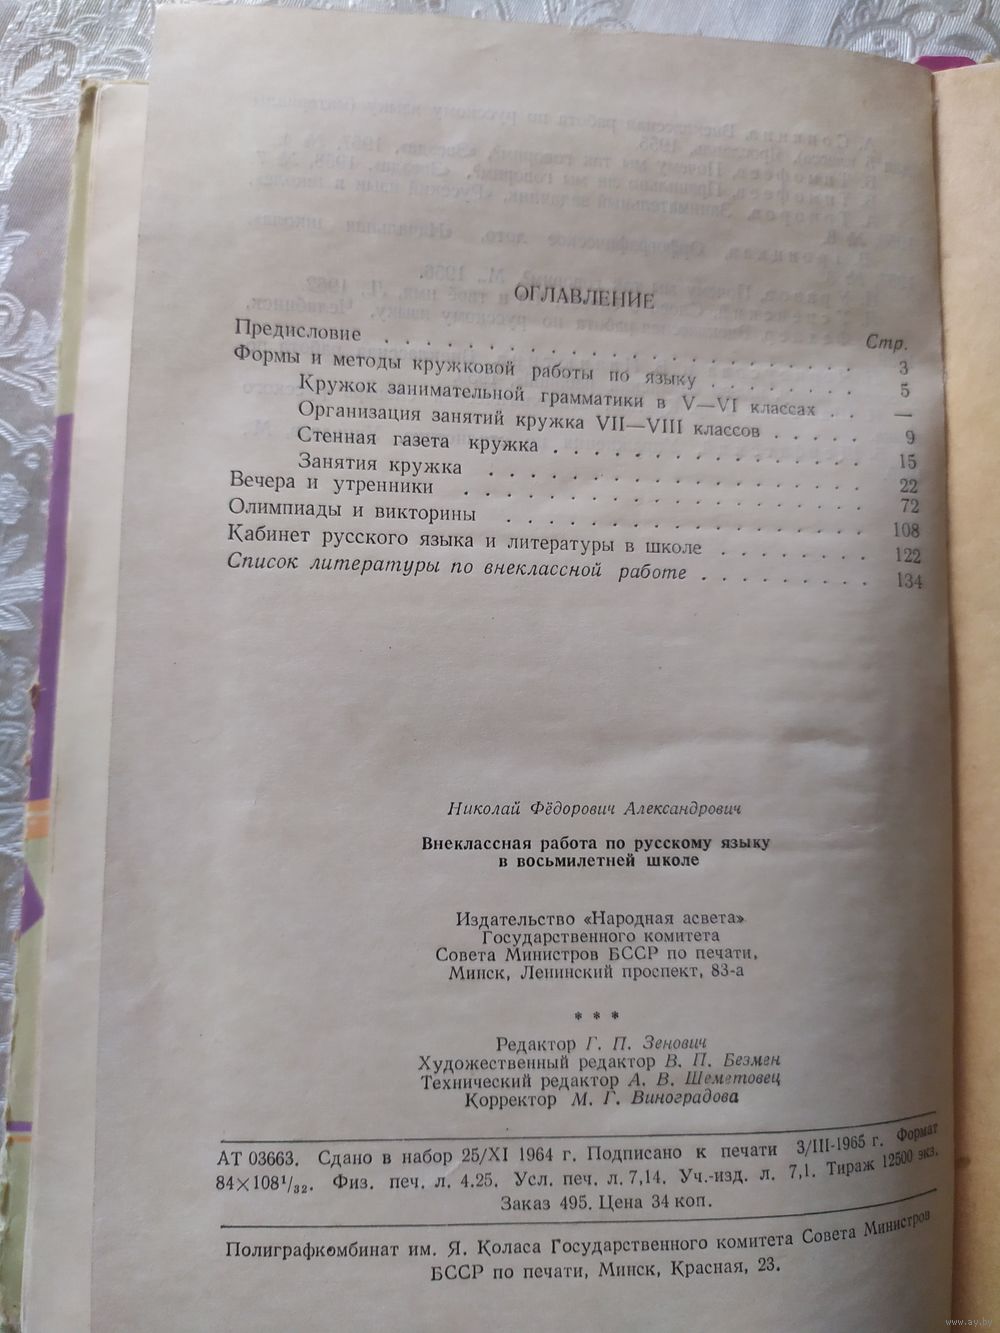 ОГЛАВЛЕНИЕ
Стр.
Предисловие . . . . . . . . . . . . . . . . . . . 3
Формы и методы кружковой работы по языку . . . . . . . 5
Кружок занимательной грамматики в V—VI классах . . —
Организация занятий кружка VII—VIII классов . . . . . 9
Стенная газета кружка . . . . . . . . . . . . . 15
Занятия кружка . . . . . . . . . . . . . . . 22
Вечера и утренники . . . . . . . . . . . . . . . . 72
Олимпиады и викторины . . . . . . . . . . . . . . 108
Кабинет русского языка и литературы в школе . . . . . . . 122
Список литературы по внеклассной работе . . . . . . . . . 134
Николай Фёдорович Александрович
Внеклассная работа по русскому языку
в восьмилетней школе
Издательство «Народная асвета»
Государственного комитета
Совета Министров БССР по печати,
Минск, Ленинский проспект, 83-а
* * *
Редактор Г. П. Зенович
Художественный редактор В. П. Безмен
Технический редактор А. В. Шеметовец
Корректор М. Г. Виноградова
АТ 03663. Сдано в набор 25/XI 1964 г. Подписано к печати 3/III-1965 г. Формат
84×108¹/₃₂. Физ. печ. л. 4.25. Усл. печ. л. 7,14. Уч.-изд. л. 7,1. Тираж 12500 экз.
Заказ 495. Цена 34 коп.
Полиграфкомбинат им. Я. Коласа Государственного комитета Совета Министров
БССР по печати, Минск, Красная, 23.
www.ay.by